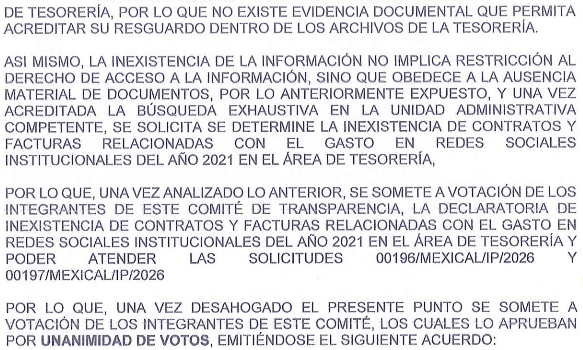 DE TESORERÍA, POR LO QUE NO EXISTE EVIDENCIA DOCUMENTAL QUE PERMITA
ACREDITAR SU RESGUARDO DENTRO DE LOS ARCHIVOS DE LA TESORERÍA.
ASI MISMO, LA INEXISTENCIA DE LA INFORMACIÓN NO IMPLICA RESTRICCIÓN AL
DERECHO DE ACCESO A LA INFORMACIÓN, SINO QUE OBEDECE A LA AUSENCIA
MATERIAL DE DOCUMENTOS, POR LO ANTERIORMENTE EXPUESTO, Y UNA VEZ
ACREDITADA LA BÚSQUEDA EXHAUSTIVA EN LA UNIDAD ADMINISTRATIVA
COMPETENTE, SE SOLICITA SE DETERMINE LA INEXISTENCIA DE CONTRATOS Y
FACTURAS RELACIONADAS CON EL GASTO EN REDES SOCIALES
INSTITUCIONALES DEL AÑO 2021 EN EL ÁREA DE TESORERÍA,
POR LO QUE, UNA VEZ ANALIZADO LO ANTERIOR, SE SOMETE A VOTACIÓN DE LOS
INTEGRANTES DE ESTE COMITÉ DE TRANSPARENCIA, LA DECLARATORIA DE
INEXISTENCIA DE CONTRATOS Y FACTURAS RELACIONADAS CON EL GASTO EN
REDES SOCIALES INSTITUCIONALES DEL AÑO 2021 EN EL ÁREA DE TESORERÍA Y
PODER ATENDER LAS SOLICITUDES 00196/MEXICAL/IP/2026 Y
00197/MEXICAL/IP/2026
POR LO QUE, UNA VEZ DESAHOGADO EL PRESENTE PUNTO SE SOMETE A
VOTACIÓN DE LOS INTEGRANTES DE ESTE COMITÉ, LOS CUALES LO APRUEBAN
POR UNANIMIDAD DE VOTOS, EMITIÉNDOSE EL SIGUIENTE ACUERDO: